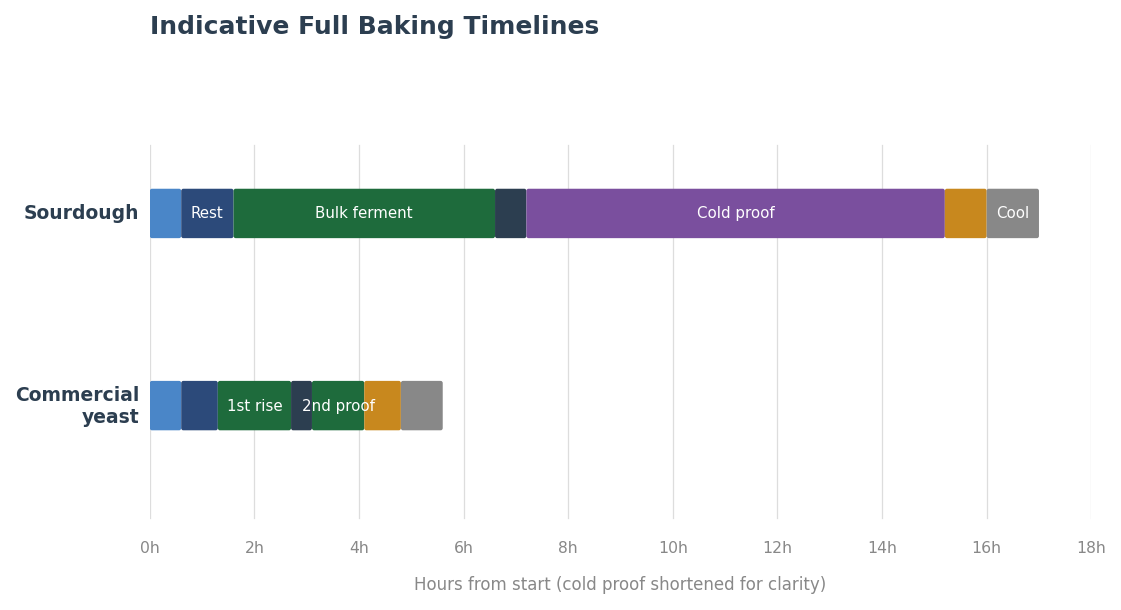 Indicative Full Baking Timelines
Sourdough
Rest
Bulk ferment
Cold proof
Cool
Commercial
yeast
1st rise
2nd proof
0h
2h
4h
6h
8h
10h
12h
14h
16h
18h
Hours from start (cold proof shortened for clarity)